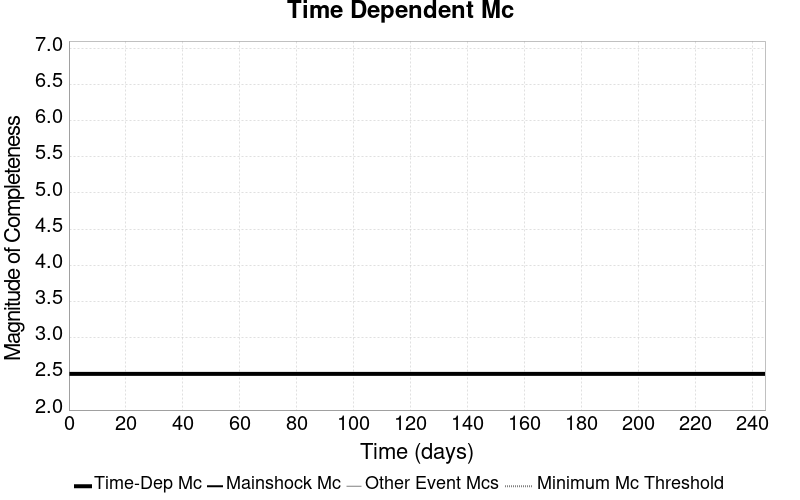 Time Dependent Mc
7.0
6.5
6.0
5.5
5.0
4.5
4.0
3.5
3.0
2.5
2.0
Magnitude of Completeness
0 20 40 60 80 100 120 140 160 180 200 220 240
Time (days)
Time-Dep Mc Mainshock Mc Other Event Mcs Minimum Mc Threshold